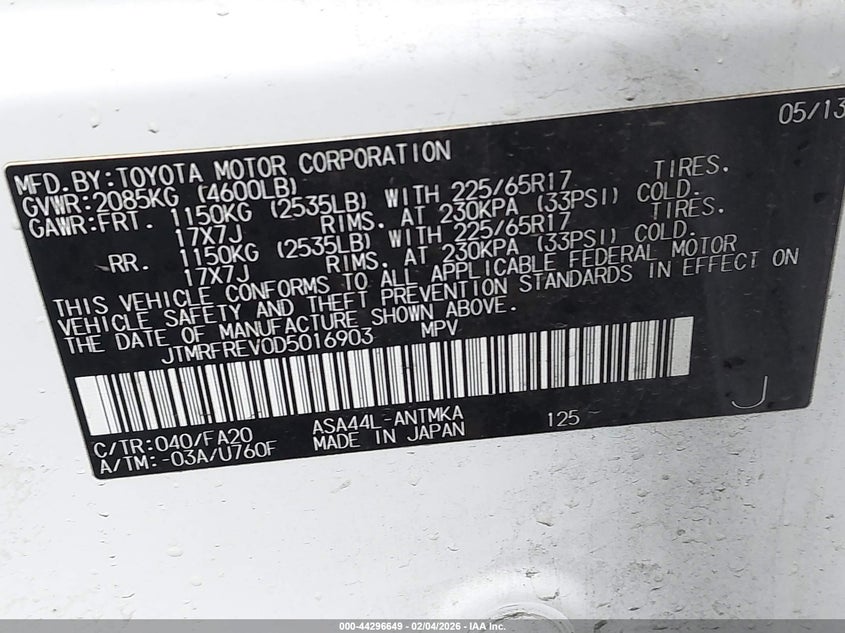 05/13
MFD.BY:TOYOTA MOTOR CORPORATION
GVWR:2085KG (4600LB)
GAWR:FRT. 1150KG (2535LB) WITH 225/65R17 TIRES.
17X7J RIMS. AT 230KPA (33PSI) COLD.
RR. 1150KG (2535LB) WITH 225/65R17 TIRES.
17X7J RIMS. AT 230KPA (33PSI) COLD.
THIS VEHICLE CONFORMS TO ALL APPLICABLE FEDERAL MOTOR
VEHICLE SAFETY AND THEFT PREVENTION STANDARDS IN EFFECT ON
THE DATE OF MANUFACTURE SHOWN ABOVE.
JTMRFREV0D5016903 MPV
C/TR:040/FA20 ASA44L-ANTMKA 125
A/TM:-03A/U760F MADE IN JAPAN
J
000-44296649 - 02/04/2026 - IA Auctions, Inc.